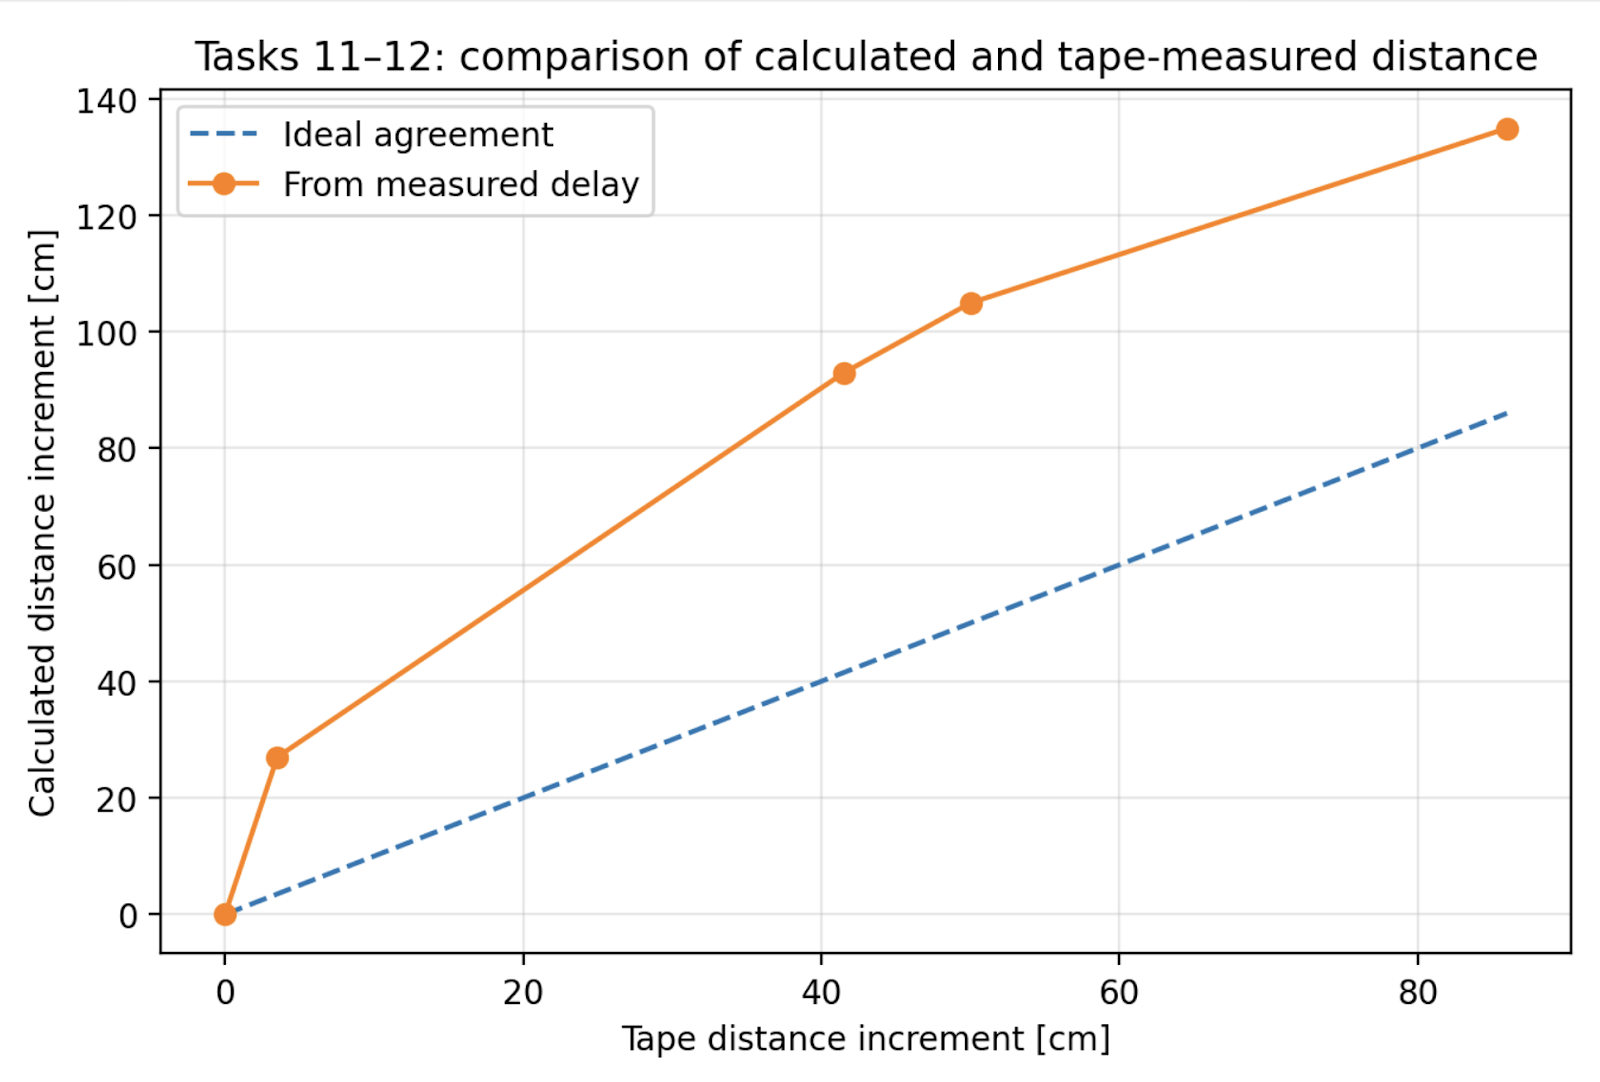 Tasks 11–12: comparison of calculated and tape-measured distance
Ideal agreement
From measured delay
Calculated distance increment [cm]
140
120
100
80
60
40
20
0
0 20 40 60 80
Tape distance increment [cm]